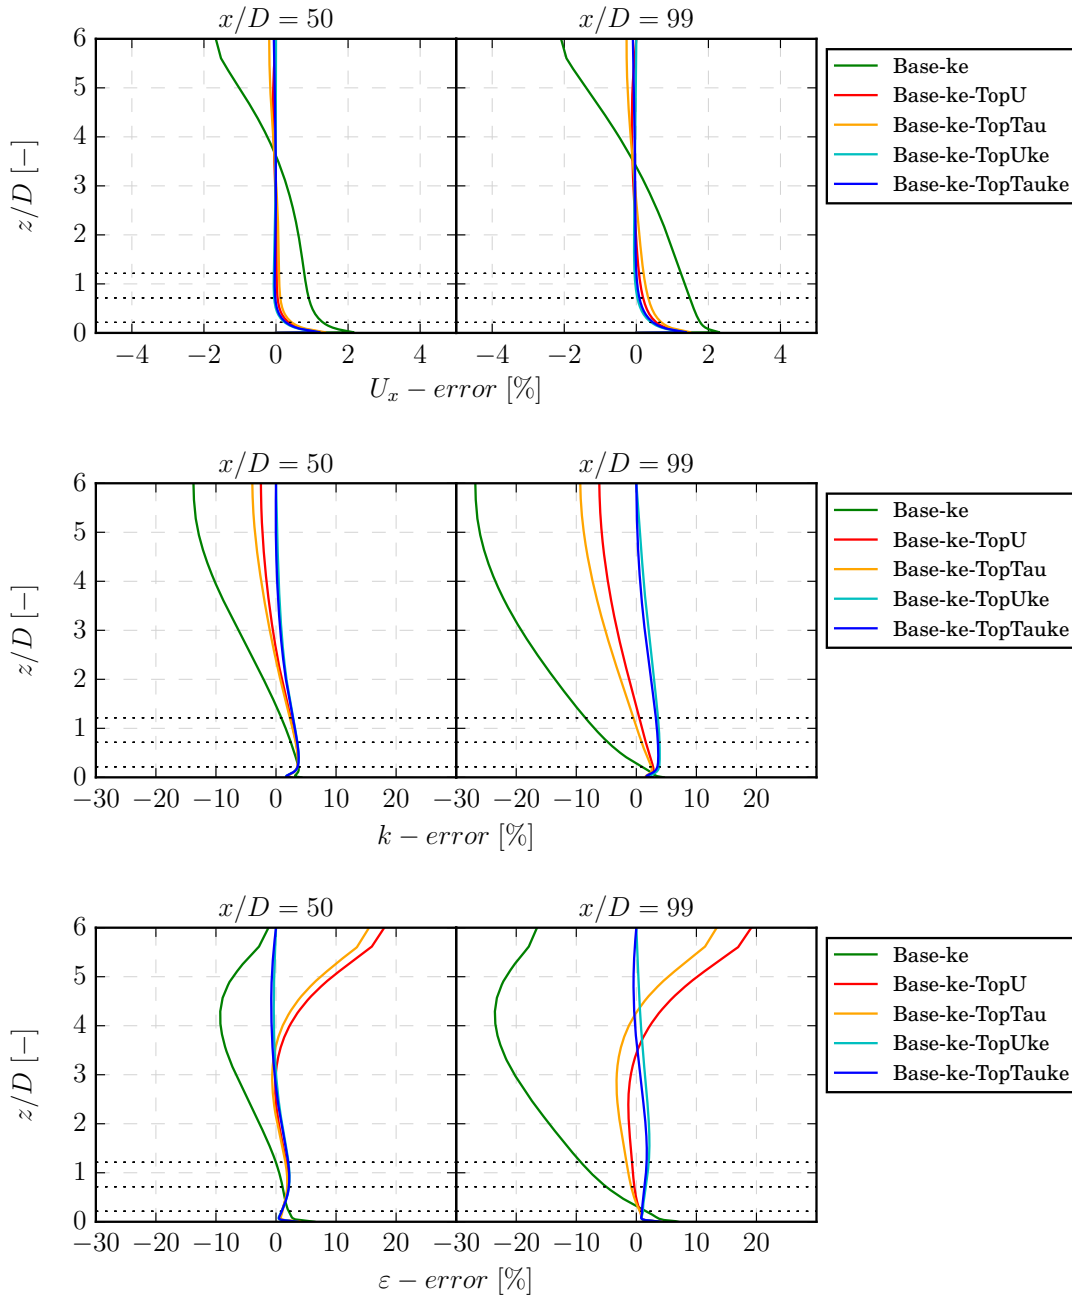 x/D = 50 x/D = 99
6
5
4
3
2
1
0
z/D [−]
−4 −2 0 2 4 −4 −2 0 2 4
U_x − error [%]
Base-ke
Base-ke-TopU
Base-ke-TopTau
Base-ke-TopUke
Base-ke-TopTauke
x/D = 50 x/D = 99
6
5
4
3
2
1
0
z/D [−]
−30 −20 −10 0 10 20 −30 −20 −10 0 10 20
k − error [%]
Base-ke
Base-ke-TopU
Base-ke-TopTau
Base-ke-TopUke
Base-ke-TopTauke
x/D = 50 x/D = 99
6
5
4
3
2
1
0
z/D [−]
−30 −20 −10 0 10 20 −30 −20 −10 0 10 20
ε − error [%]
Base-ke
Base-ke-TopU
Base-ke-TopTau
Base-ke-TopUke
Base-ke-TopTauke